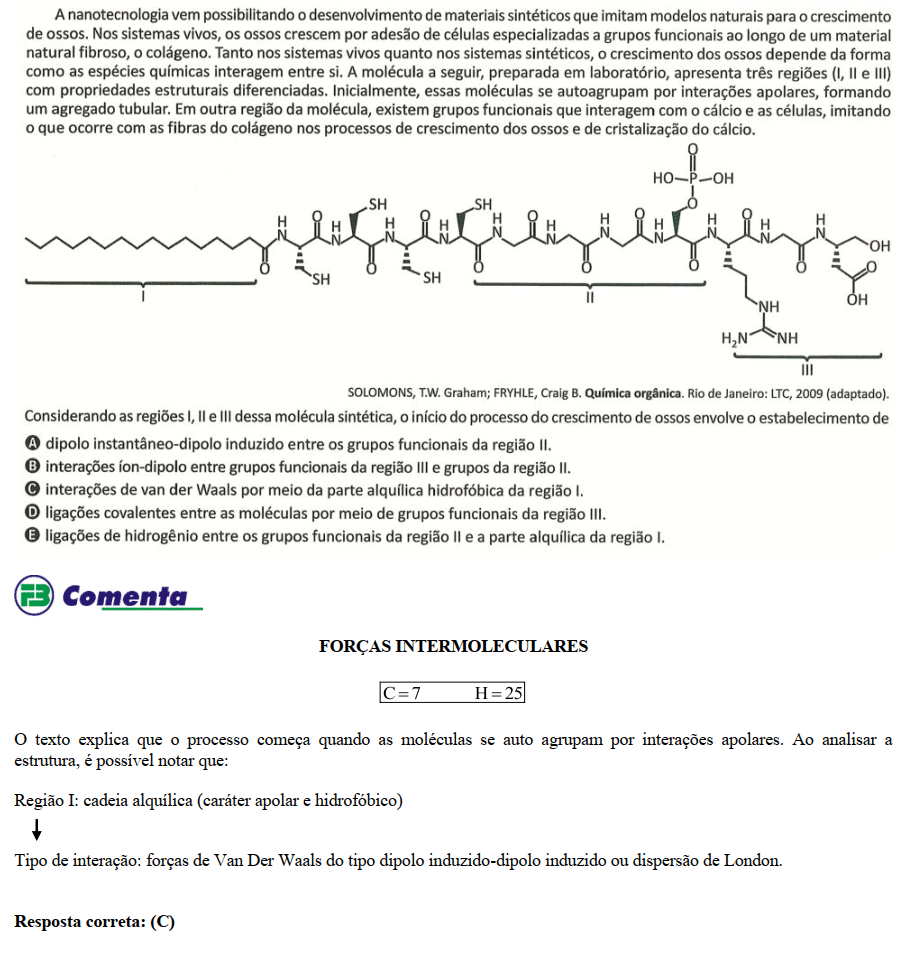 A nanotecnologia vem possibilitando o desenvolvimento de materiais sintéticos que imitam modelos naturais para o crescimento
de ossos. Nos sistemas vivos, os ossos crescem por adesão de células especializadas a grupos funcionais ao longo de um material
natural fibroso, o colágeno. Tanto nos sistemas vivos quanto nos sistemas sintéticos, o crescimento dos ossos depende da forma
como as espécies químicas interagem entre si. A molécula a seguir, preparada em laboratório, apresenta três regiões (I, II e III)
com propriedades estruturais diferenciadas. Inicialmente, essas moléculas se autoagrupam por interações apolares, formando
um agregado tubular. Em outra região da molécula, existem grupos funcionais que interagem com o cálcio e as células, imitando
o que ocorre com as fibras do colágeno nos processos de crescimento dos ossos e de cristalização do cálcio.
O
HO P OH
O
SH SH
H O H O H O H O H O H O H
N N N N N N N N N N
O O O O O O OH
SH SH O
OH
NH
H2N NH
I II III
SOLOMONS, T.W. Graham; FRYHLE, Craig B. Química orgânica. Rio de Janeiro: LTC, 2009 (adaptado).
Considerando as regiões I, II e III dessa molécula sintética, o início do processo do crescimento de ossos envolve o estabelecimento de
A dipolo instantâneo-dipolo induzido entre os grupos funcionais da região II.
B interações íon-dipolo entre grupos funcionais da região III e grupos da região II.
C interações de van der Waals por meio da parte alquílica hidrofóbica da região I.
D ligações covalentes entre as moléculas por meio de grupos funcionais da região III.
E ligações de hidrogênio entre os grupos funcionais da região II e a parte alquílica da região I.
FB Comenta
FORÇAS INTERMOLECULARES
C = 7 H = 25
O texto explica que o processo começa quando as moléculas se auto agrupam por interações apolares. Ao analisar a
estrutura, é possível notar que:
Região I: cadeia alquílica (caráter apolar e hidrofóbico)
Tipo de interação: forças de Van Der Waals do tipo dipolo induzido-dipolo induzido ou dispersão de London.
Resposta correta: (C)